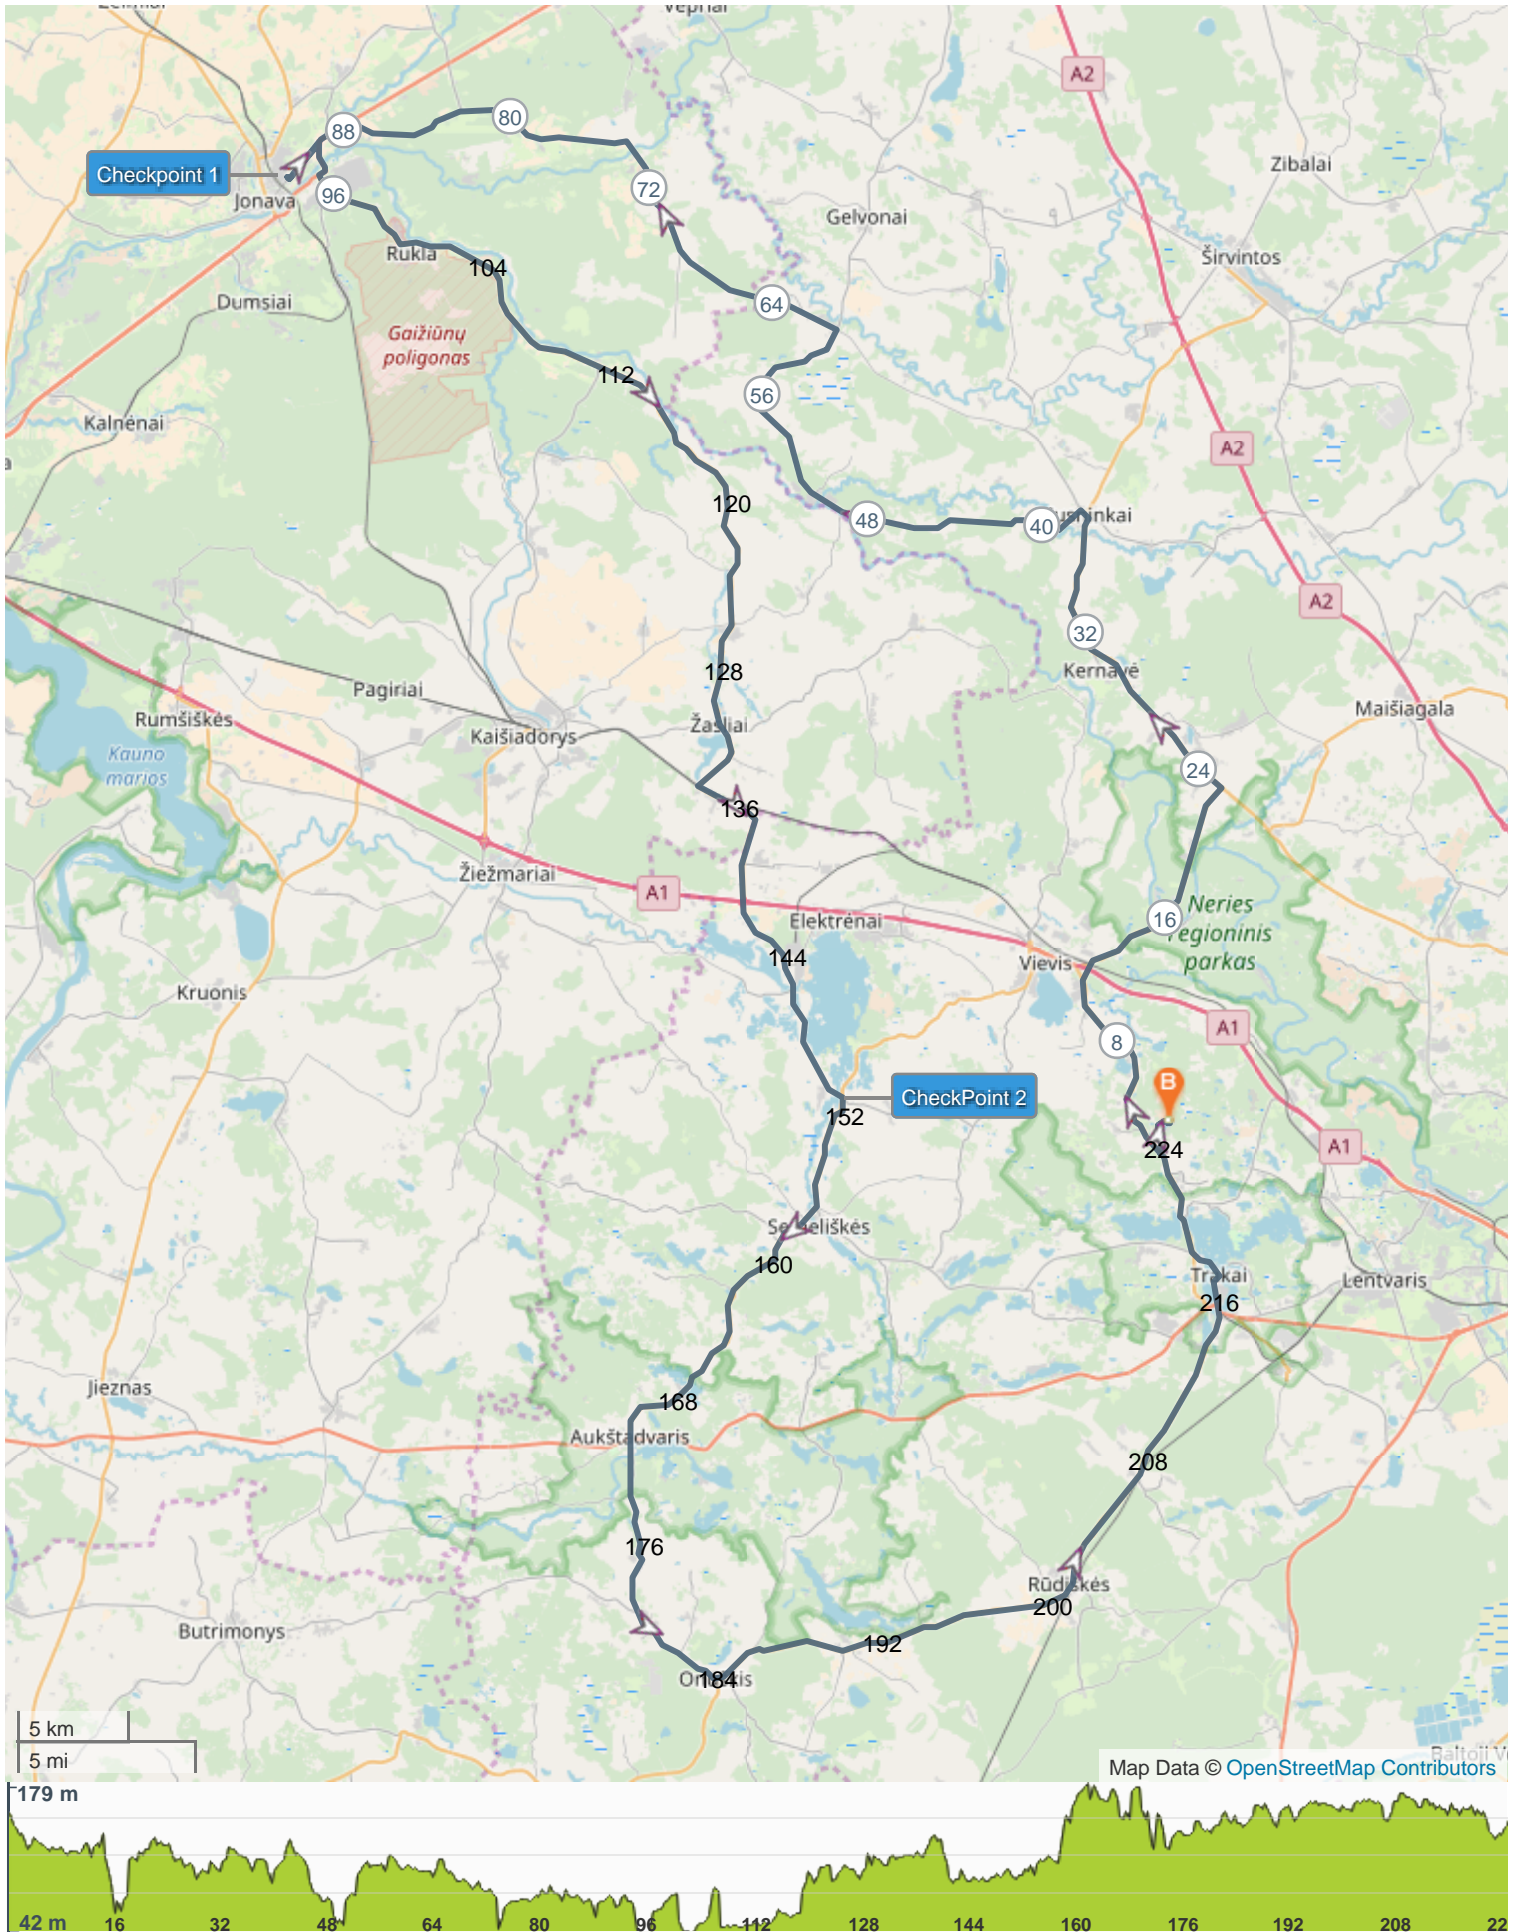 A2
88
80
Checkpoint 1
Zibalai
72
96
Jonava
Gelvonai
Rukla
Širvintos
104
Dumsiai
64
Gaižiūnų
poligonas
112
56
Kalnėnai
A2
120
48
40
A2
32
128
Kernavė
Pagiriai
Maišiagala
Rumšiškės
Žasliai
Kaišiadorys
Kauno
marios
24
136
Žiežmariai
A1
Neries
regioninis
parkas
16
Elektrėnai
144
Vievis
Kruonis
A1
8
B
CheckPoint 2
152
224
A1
160
Trakai
Lentvaris
216
Jieznas
168
Aukštadvaris
208
176
Rūdiškės
200
Butrimonys
192
184
5 km
5 mi
Map Data © OpenStreetMap Contributors
179 m
42 m
16
32
48
64
80
96
112
128
144
160
176
192
208